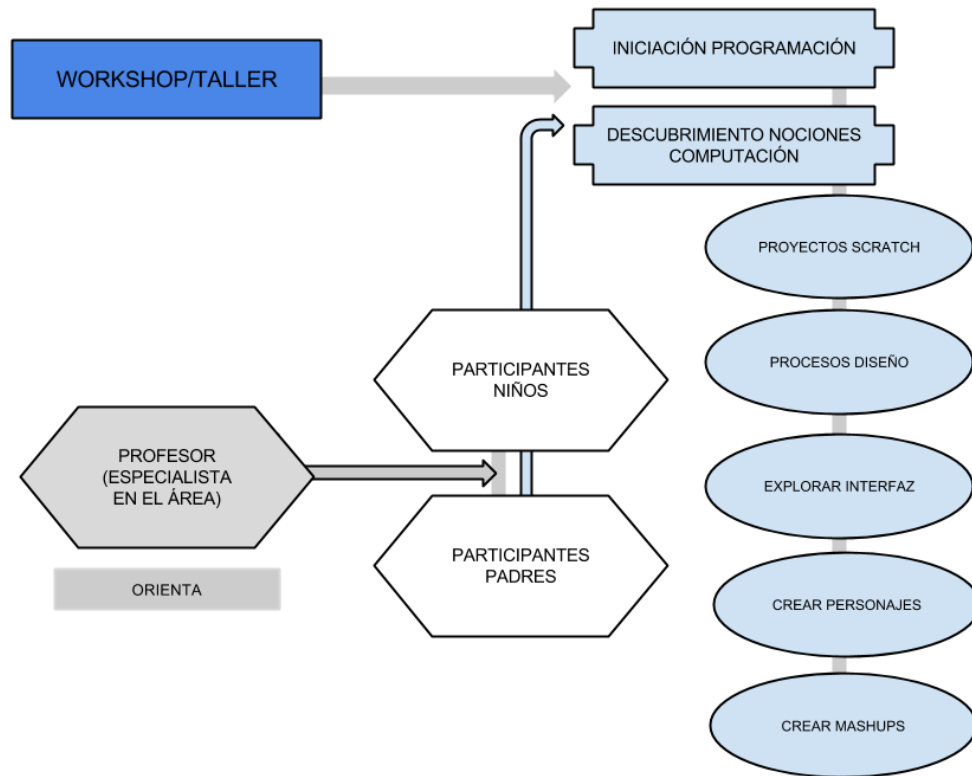 WORKSHOP/TALLER
INICIACIÓN PROGRAMACIÓN
DESCUBRIMIENTO NOCIONES
COMPUTACIÓN
PROYECTOS SCRATCH
PROCESOS DISEÑO
EXPLORAR INTERFAZ
CREAR PERSONAJES
CREAR MASHUPS
PARTICIPANTES
NIÑOS
PROFESOR
(ESPECIALISTA
EN EL ÁREA)
ORIENTA
PARTICIPANTES
PADRES